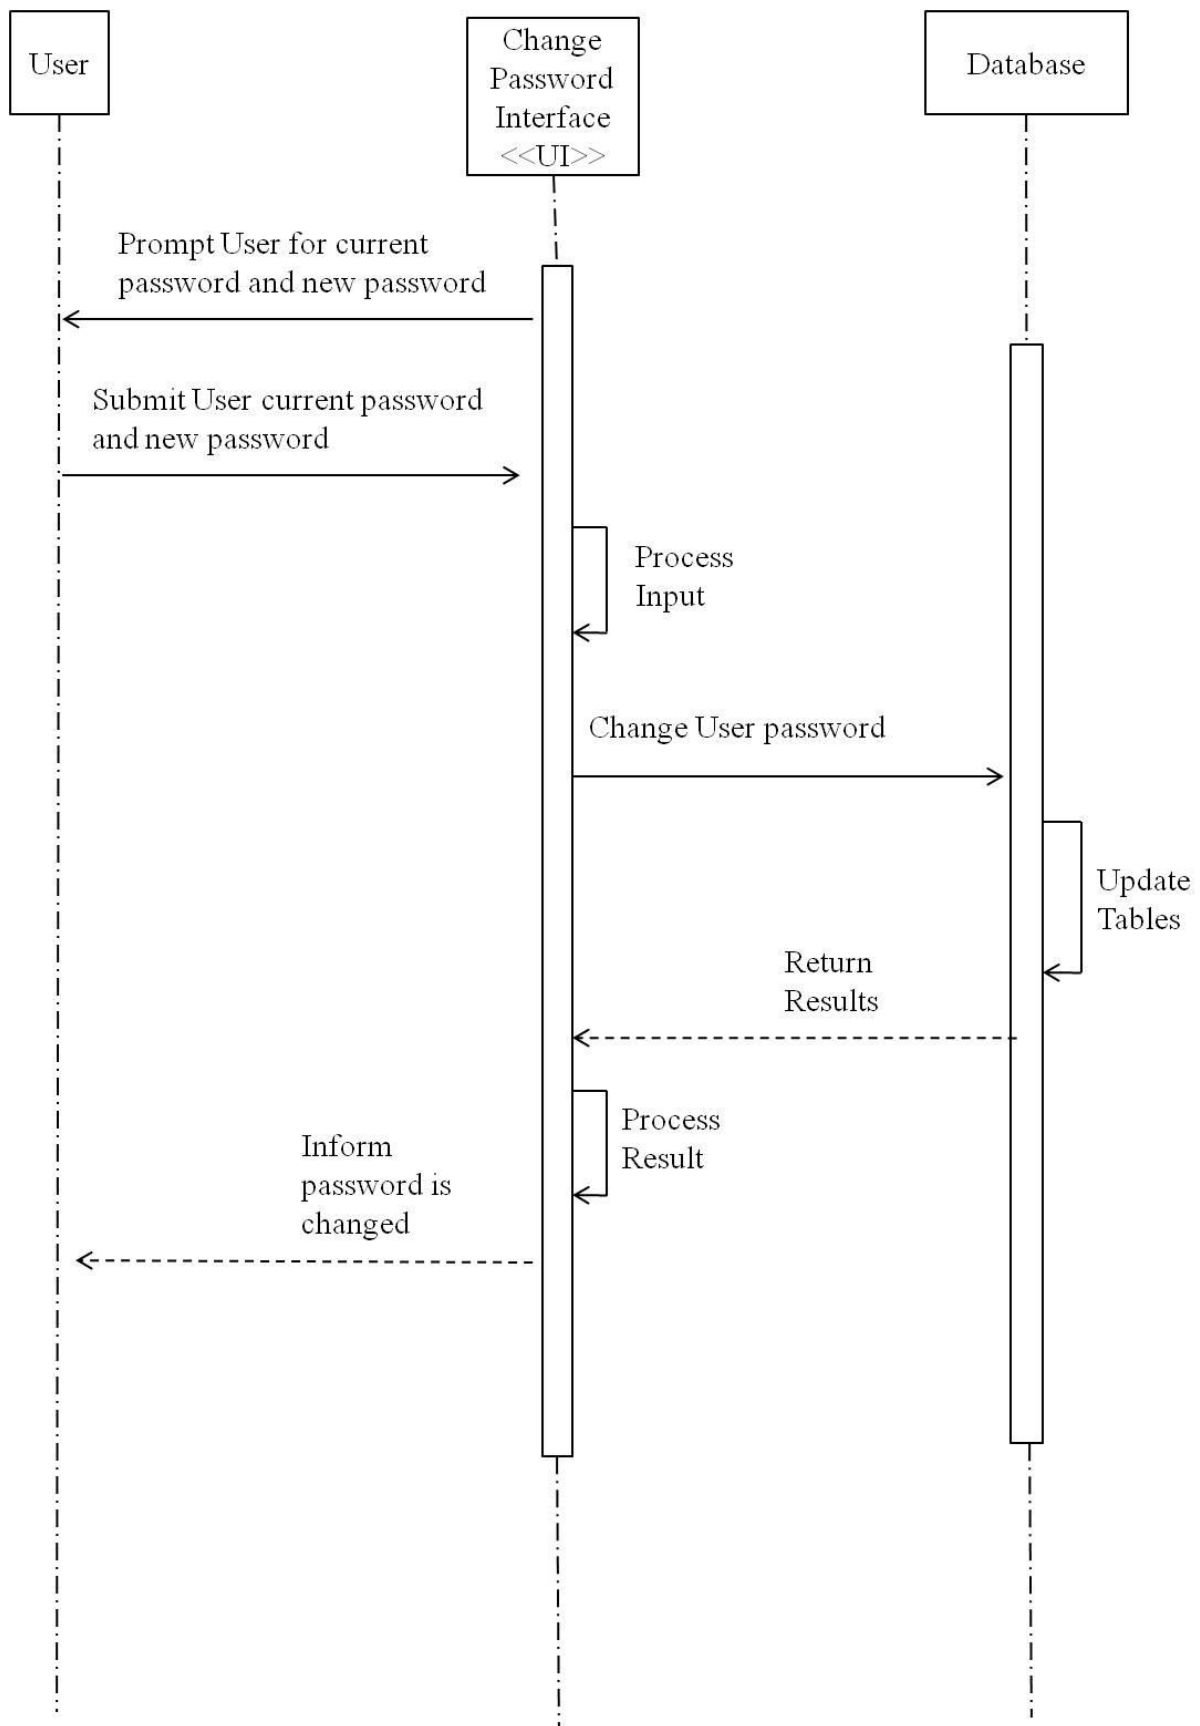 User
Change
Password
Interface
<<UI>>
Database
Prompt User for current
password and new password
Submit User current password
and new password
Process
Input
Change User password
Update
Tables
Return
Results
Process
Result
Inform
password is
changed